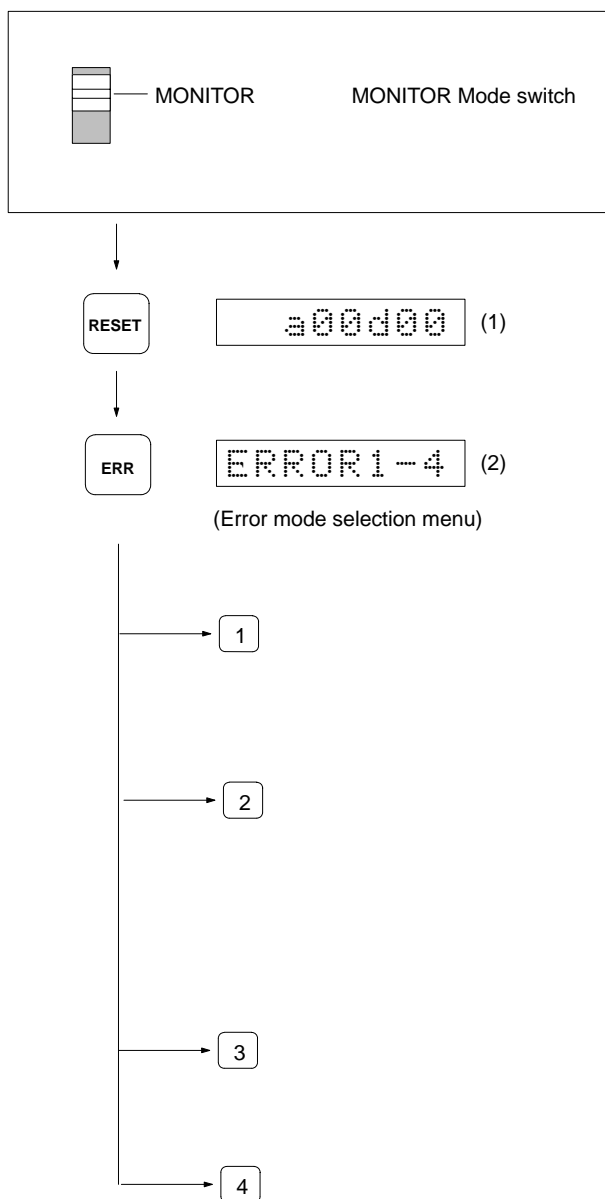 MONITOR MONITOR Mode switch
RESET a00d00 (1)
ERR ERROR1-4 (2)
(Error mode selection menu)
1
2
3
4